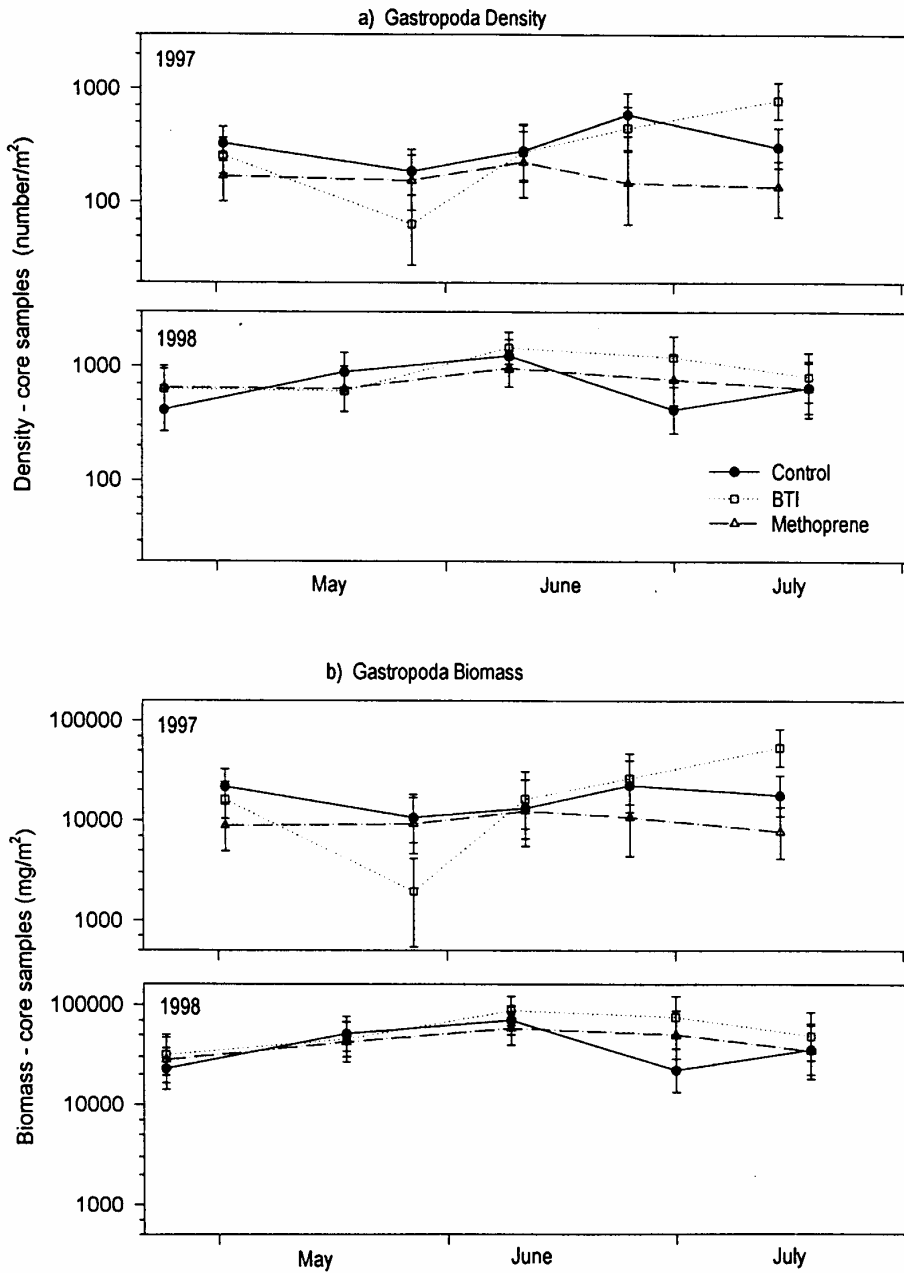 a) Gastropoda Density
1997
1000
100
1998
1000
100
Density - core samples (number/m²)
Control
BTI
Methoprene
May
June
July
b) Gastropoda Biomass
1997
100000
10000
1000
1998
100000
10000
1000
Biomass - core samples (mg/m²)
May
June
July